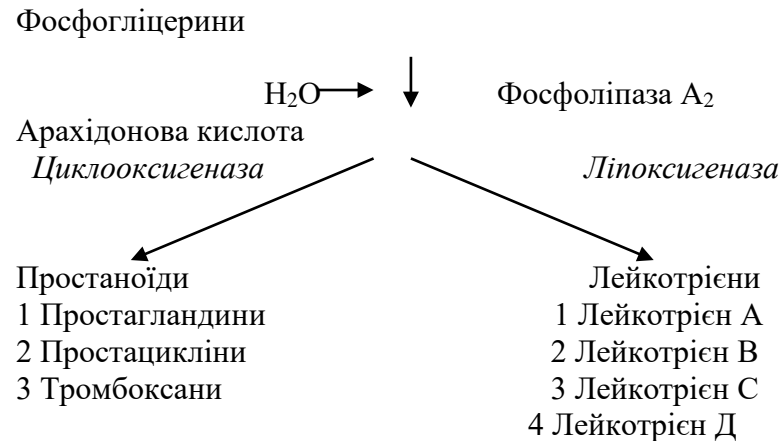 Фосфогліцерини
H₂O Фосфоліпаза А₂
Арахідонова кислота
Циклооксигеназа Ліпоксигеназа
Простаноїди Лейкотрієни
1 Простагландини 1 Лейкотрієн А
2 Простацикліни 2 Лейкотрієн В
3 Тромбоксани 3 Лейкотрієн С
4 Лейкотрієн Д